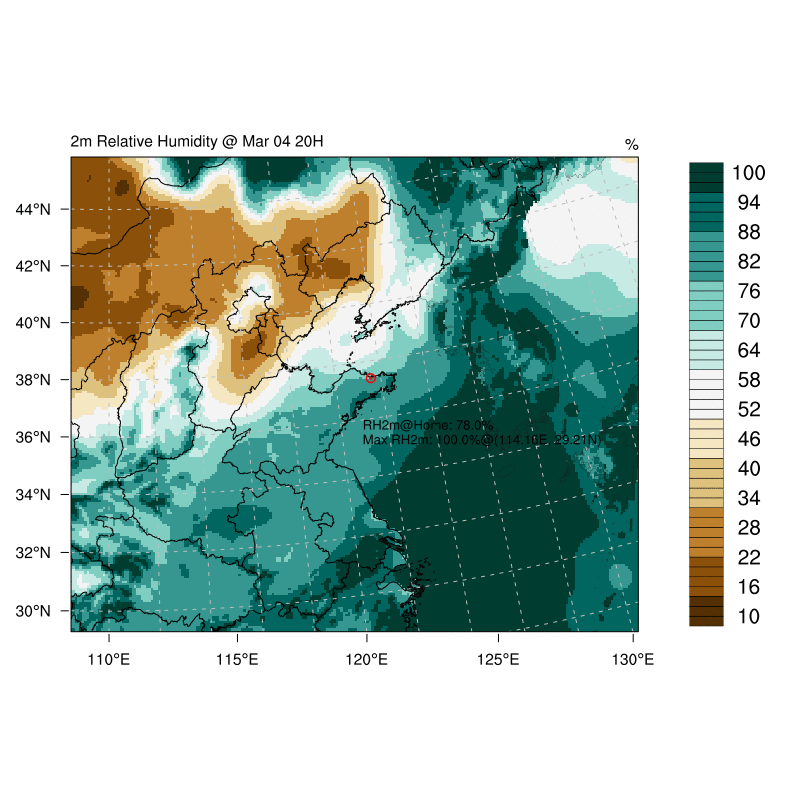 2m Relative Humidity @ Mar 04 20H
%
100
94
88
82
76
70
64
58
52
46
40
34
28
22
16
10
44°N
42°N
40°N
38°N
36°N
34°N
32°N
30°N
RH2m@Home: 78.0%
Max RH2m: 100.0%@(114.16E, 29.21N)
110°E
115°E
120°E
125°E
130°E